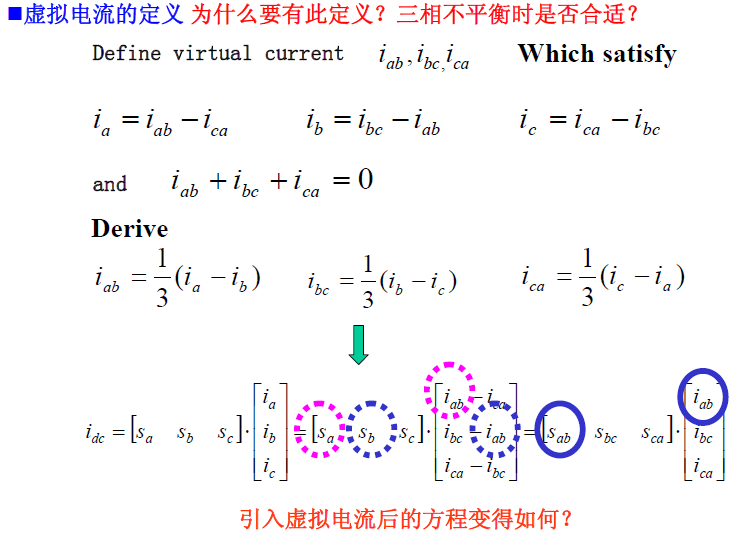 ■虚拟电流的定义 为什么要有此定义？三相不平衡时是否合适？
Define virtual current i_ab, i_bc, i_ca Which satisfy
i_a = i_ab − i_ca i_b = i_bc − i_ab i_c = i_ca − i_bc
and i_ab + i_bc + i_ca = 0
Derive
i_ab = 1/3 (i_a − i_b) i_bc = 1/3 (i_b − i_c) i_ca = 1/3 (i_c − i_a)
i_dc = [s_a s_b s_c] · [i_a i_b i_c] = [s_a s_b s_c] · [i_ab − i_ca i_bc − i_ab i_ca − i_bc] = [s_ab s_bc s_ca] · [i_ab i_bc i_ca]
引入虚拟电流后的方程变得如何？